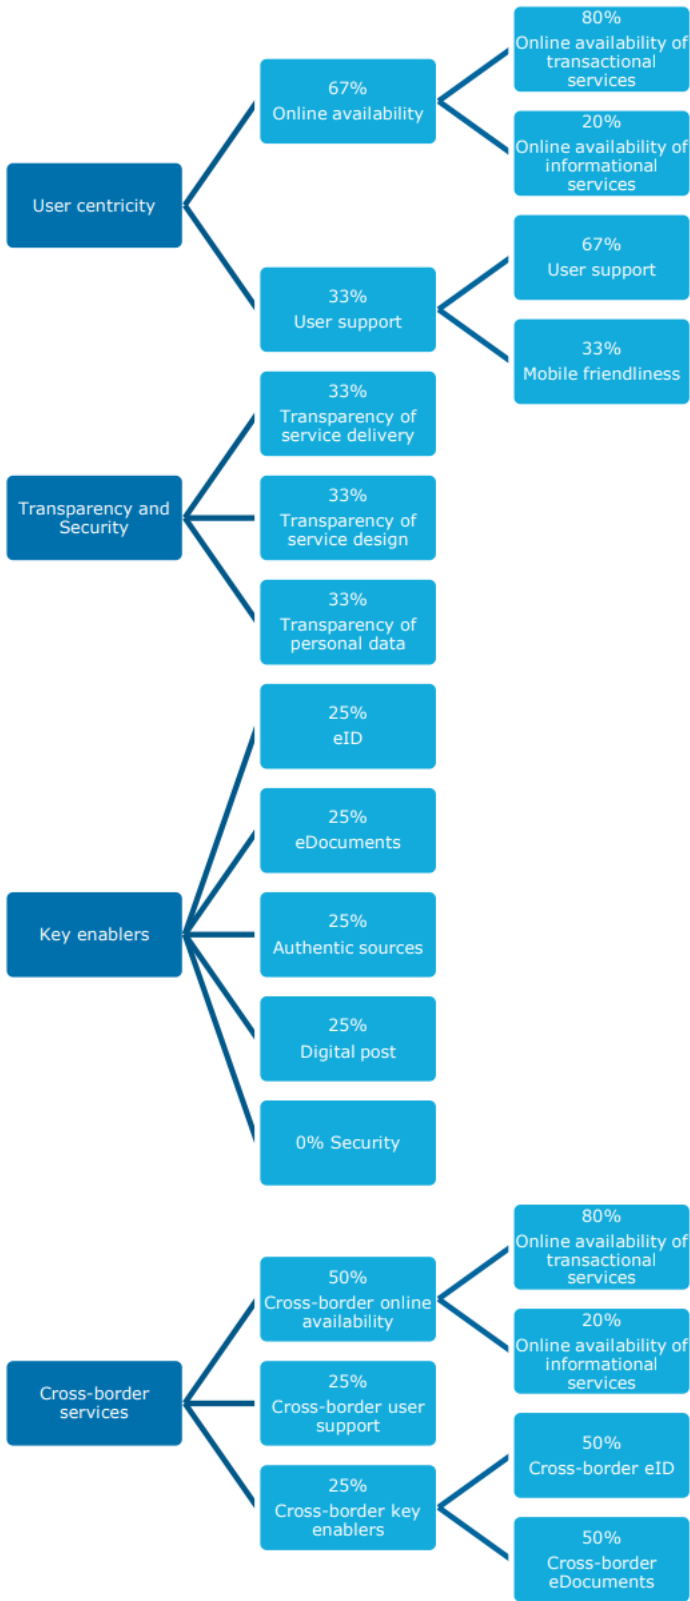 User centricity
67%
Online availability
80%
Online availability of
transactional
services
20%
Online availability of
informational
services
33%
User support
67%
User support
33%
Mobile friendliness
Transparency and
Security
33%
Transparency of
service delivery
33%
Transparency of
service design
33%
Transparency of
personal data
Key enablers
25%
eID
25%
eDocuments
25%
Authentic sources
25%
Digital post
0% Security
Cross-border
services
50%
Cross-border online
availability
80%
Online availability of
transactional
services
20%
Online availability of
informational
services
25%
Cross-border user
support
25%
Cross-border key
enablers
50%
Cross-border eID
50%
Cross-border
eDocuments